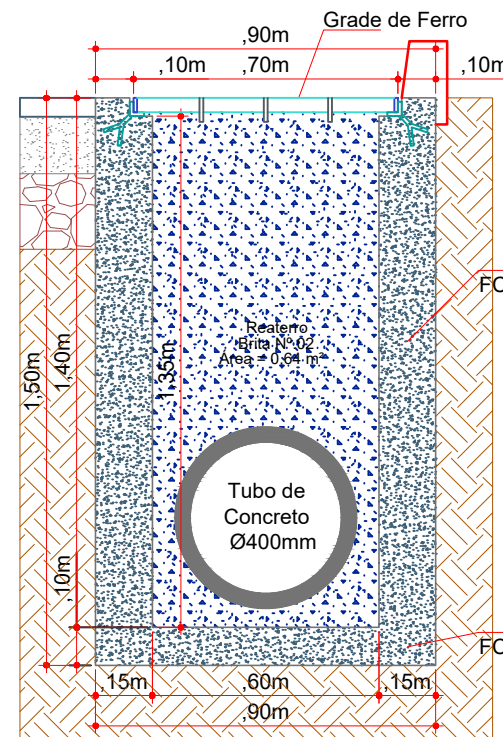 Grade de Ferro
,90m
,10m
,70m
,10m
FC
Reaterro
Brita Nº 02
Área = 0,64 m²
1,50m
1,40m
1,35m
Tubo de
Concreto
Ø400mm
,10m
FC
,15m
,60m
,15m
,90m